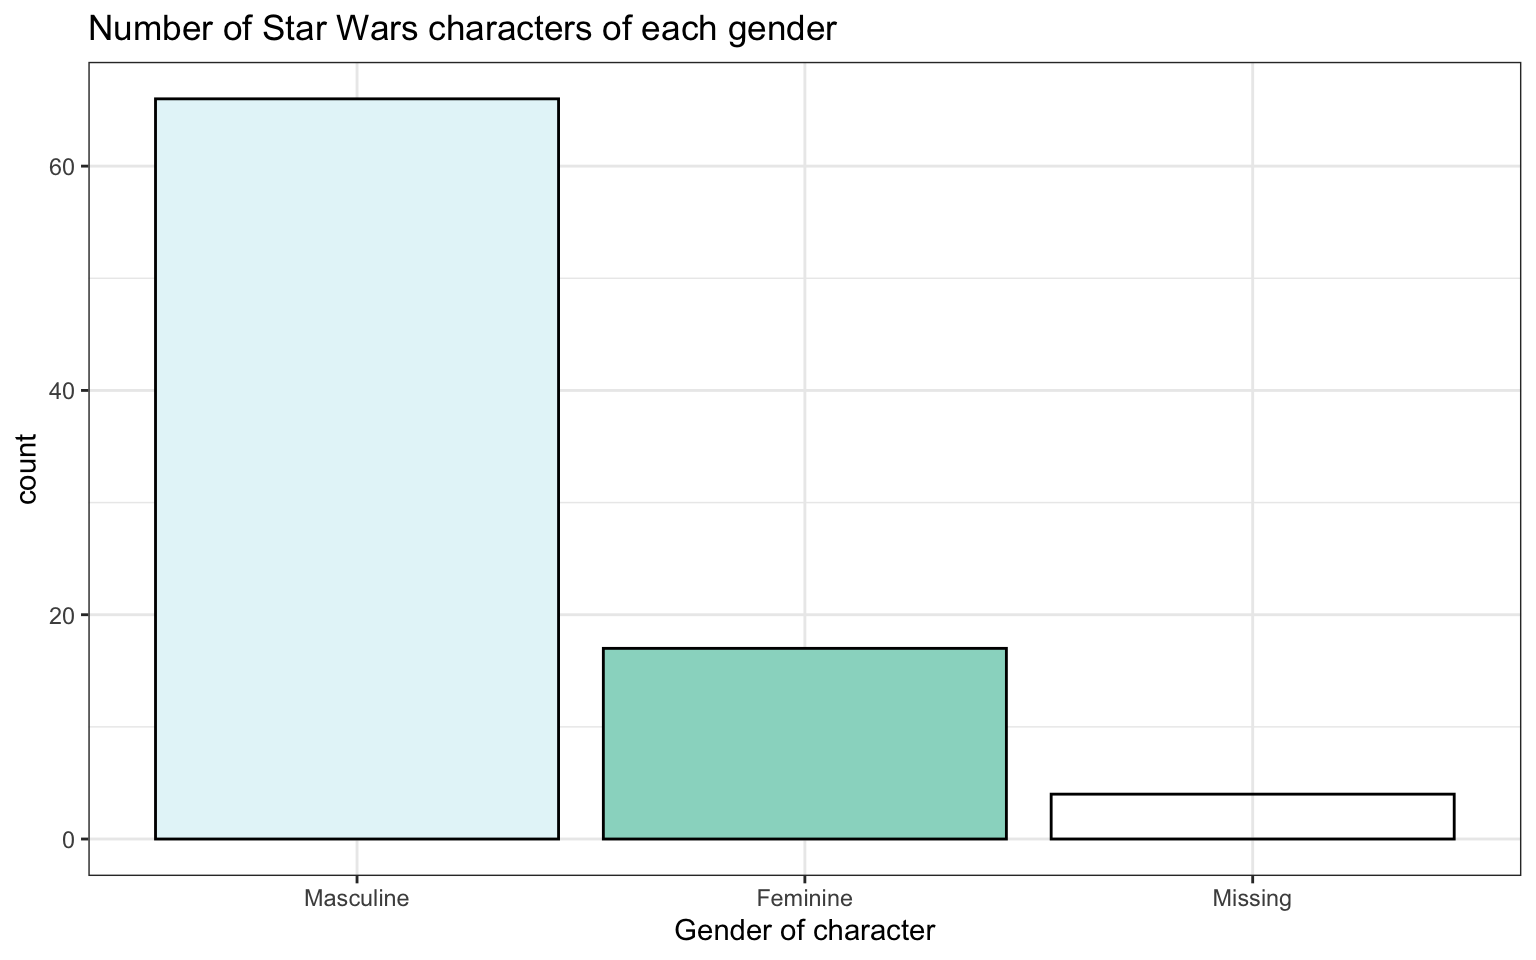 Number of Star Wars characters of each gender
60
40
20
0
count
Masculine Feminine Missing
Gender of character